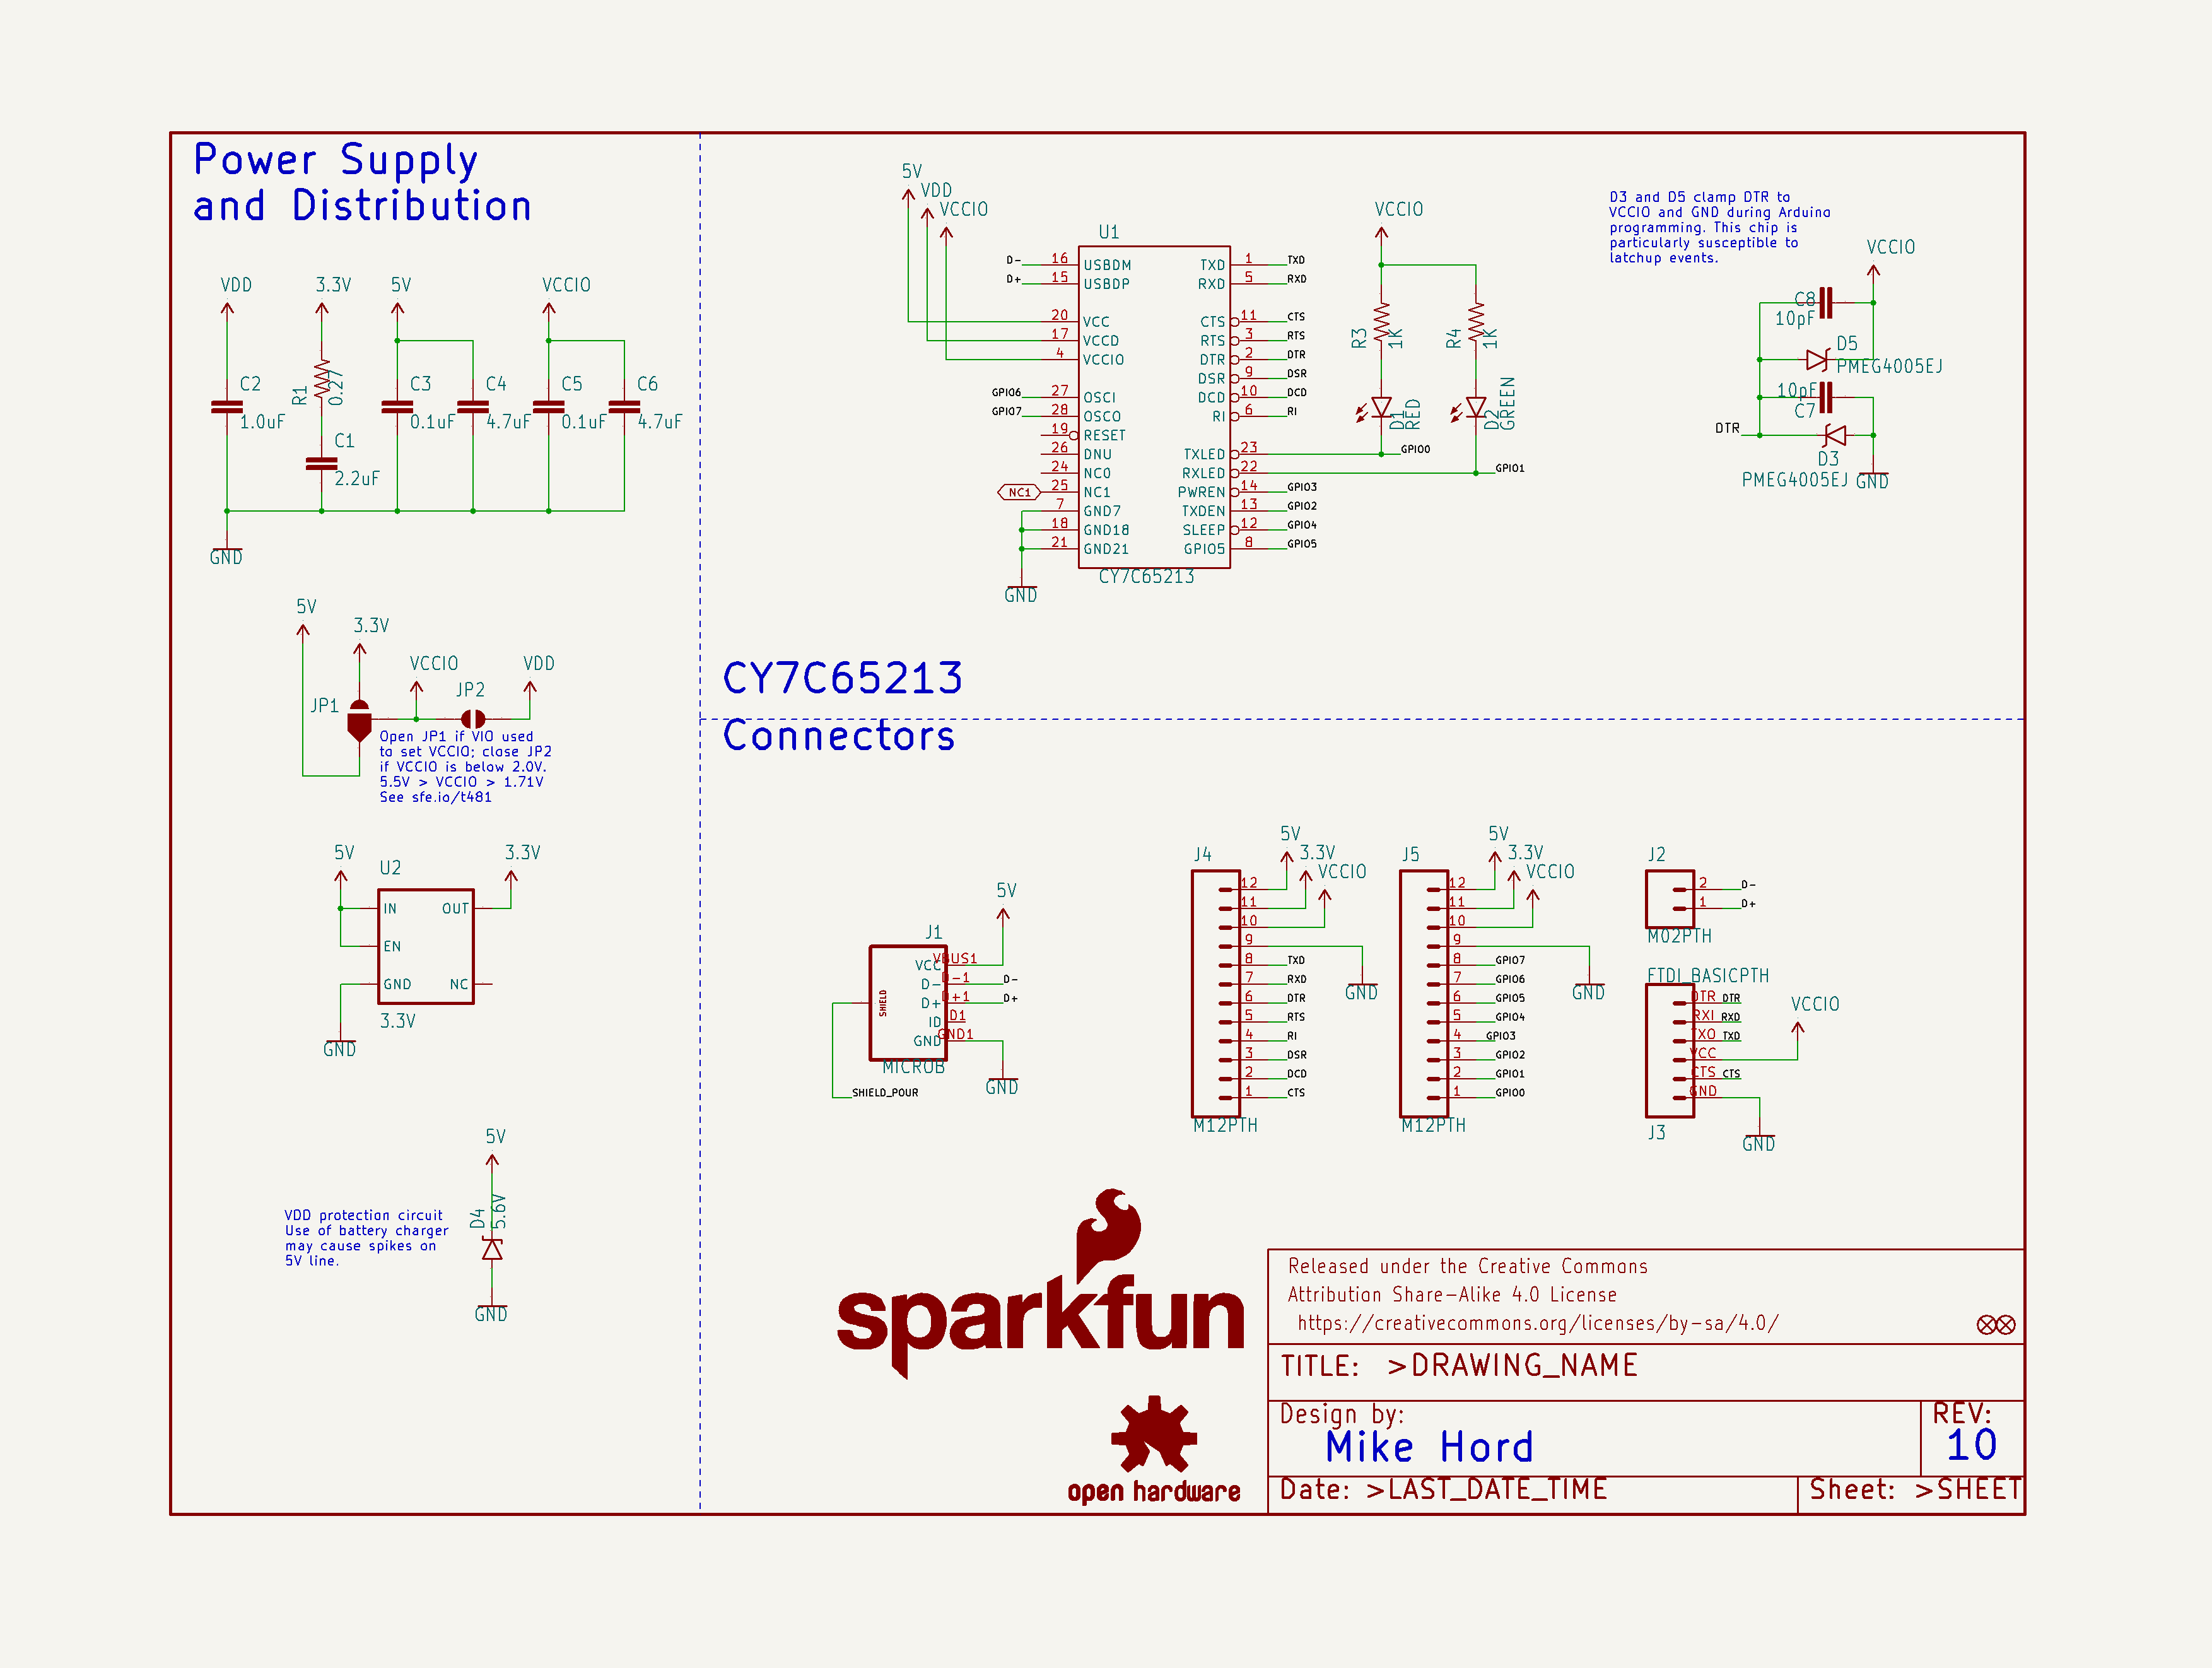 Power Supply
and Distribution
VDD
3.3V
5V
VCCIO
C2
1.0uF
R1
0.27
C1
2.2uF
C3
0.1uF
C4
4.7uF
C5
0.1uF
C6
4.7uF
GND
5V
3.3V
VCCIO
VDD
JP1
JP2
Open JP1 if VIO used
to set VCCIO; close JP2
if VCCIO is below 2.0V.
5.5V > VCCIO > 1.71V
See sfe.io/t481
5V
U2
3.3V
IN
OUT
EN
GND
NC
3.3V
GND
5V
D4
5.6V
VDD protection circuit
Use of battery charger
may cause spikes on
5V line.
GND
5V
VDD
VCCIO
U1
D- 16 USBDM
D+ 15 USBDP
20 VCC
17 VCCD
4 VCCIO
GPIO6 27 OSCI
GPIO7 28 OSCO
19 RESET
26 DNU
24 NC0
NC1 25 NC1
7 GND7
18 GND18
21 GND21
TXD 1 TXD
RXD 5 RXD
CTS 11 CTS
RTS 3 RTS
DTR 2 DTR
DSR 9 DSR
DCD 10 DCD
RI 6 RI
TXLED 23
RXLED 22
PWREN 14 GPIO3
TXDEN 13 GPIO2
SLEEP 12 GPIO4
GPIO5 8 GPIO5
CY7C65213
GND
VCCIO
R3
1K
R4
1K
D1
RED
D2
GREEN
GPIO0
GPIO1
D3 and D5 clamp DTR to
VCCIO and GND during Arduino
programming. This chip is
particularly susceptible to
latchup events.
VCCIO
C8
10pF
D5
PMEG4005EJ
10pF
C7
DTR
D3
PMEG4005EJ
GND
CY7C65213
Connectors
5V
J1
VCC VBUS1
D- D-1 D-
D+ D+1 D+
ID D1
GND GND1
SHIELD
MICROB
GND
SHIELD_POUR
J4
5V
3.3V
VCCIO
12
11
10
9
8 TXD
7 RXD
6 DTR
5 RTS
4 RI
3 DSR
2 DCD
1 CTS
GND
M12PTH
J5
5V
3.3V
VCCIO
12
11
10
9
8 GPIO7
7 GPIO6
6 GPIO5
5 GPIO4
4 GPIO3
3 GPIO2
2 GPIO1
1 GPIO0
GND
M12PTH
J2
2 D-
1 D+
M02PTH
FTDI_BASICPTH
DTR DTR
RXI RXD
TXO TXD
VCC
CTS CTS
GND
VCCIO
J3
GND
sparkfun
open hardware
Released under the Creative Commons
Attribution Share-Alike 4.0 License
https://creativecommons.org/licenses/by-sa/4.0/
TITLE: >DRAWING_NAME
Design by:
Mike Hord
REV:
10
Date: >LAST_DATE_TIME
Sheet: >SHEET